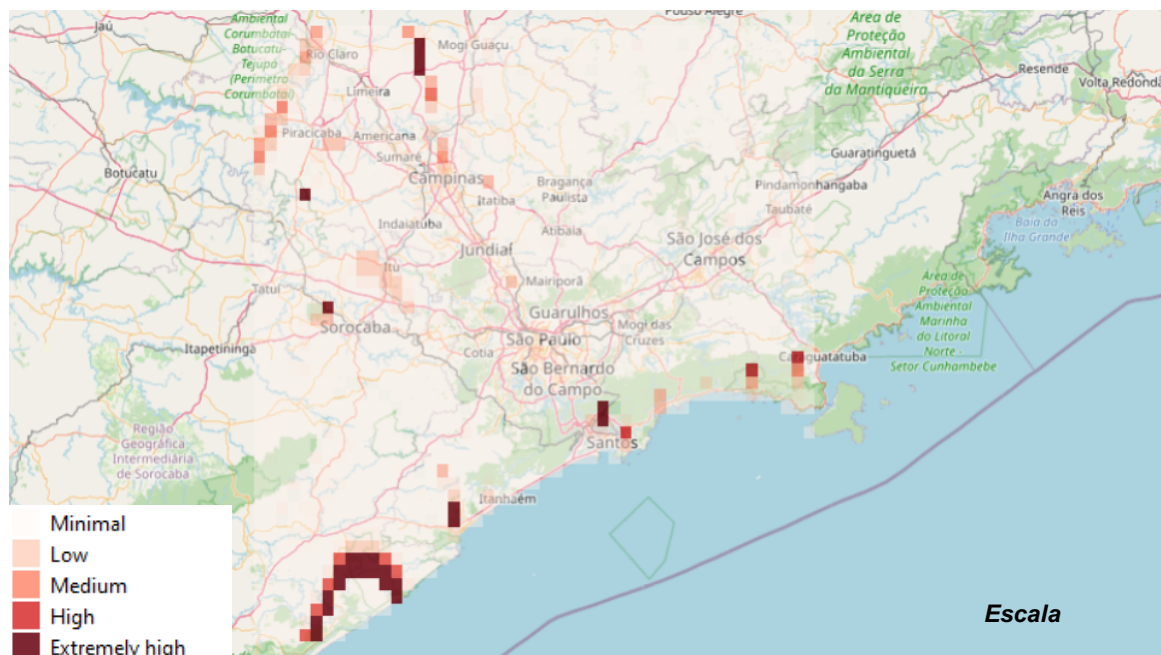 Pouso Alegre
Jaú
Ambiental
Corumbataí-
Botucatu-
Tejupá
(Perímetro
Corumbataí)
Rio Claro
Mogi Guaçu
Área de
Proteção
Ambiental
da Serra
da Mantiqueira
Resende
Volta Redonda
Limeira
Piracicaba
Americana
Sumaré
Guaratinguetá
Botucatu
Campinas
Bragança
Paulista
Pindamonhangaba
Angra dos
Reis
Itatiba
Taubaté
Baía da
Ilha Grande
Indaiatuba
Atibaia
Jundiaí
São José dos
Campos
Itu
Tatuí
Mairiporã
Área de
Proteção
Ambiental
Marinha
do Litoral
Norte -
Setor Cunhambebe
Guarulhos
Sorocaba
Mogi das
Cruzes
Itapetininga
Cotia
São Paulo
Caraguatatuba
São Bernardo
do Campo
Região
Geográfica
Intermediária
de Sorocaba
Santos
Itanhaém
Minimal
Low
Medium
High
Extremely high
Escala